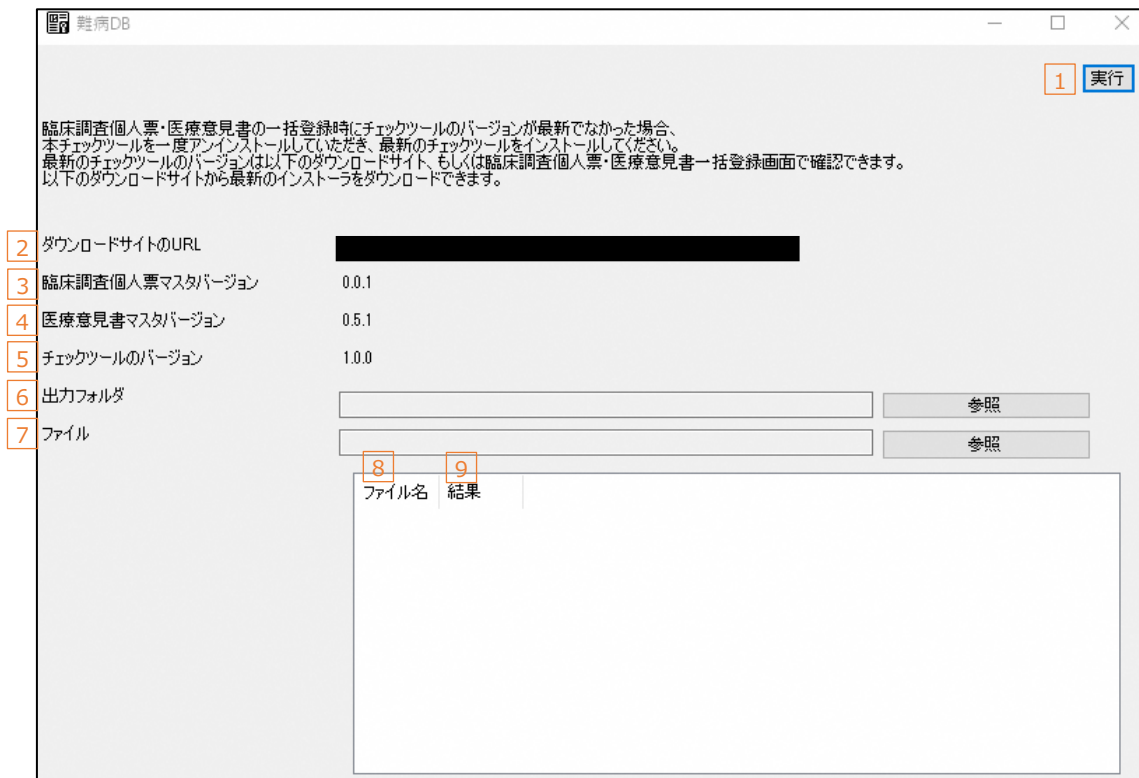 難病DB
1 実行
臨床調査個人票・医療意見書の一括登録時にチェックツールのバージョンが最新でなかった場合、
本チェックツールを一度アンインストールしていただき、最新のチェックツールをインストールしてください。
最新のチェックツールのバージョンは以下のダウンロードサイト、もしくは臨床調査個人票・医療意見書一括登録画面で確認できます。
以下のダウンロードサイトから最新のインストーラをダウンロードできます。
2 ダウンロードサイトのURL
3 臨床調査個人票マスタバージョン 0.0.1
4 医療意見書マスタバージョン 0.5.1
5 チェックツールのバージョン 1.0.0
6 出力フォルダ 参照
7 ファイル 参照
8 9
ファイル名 結果